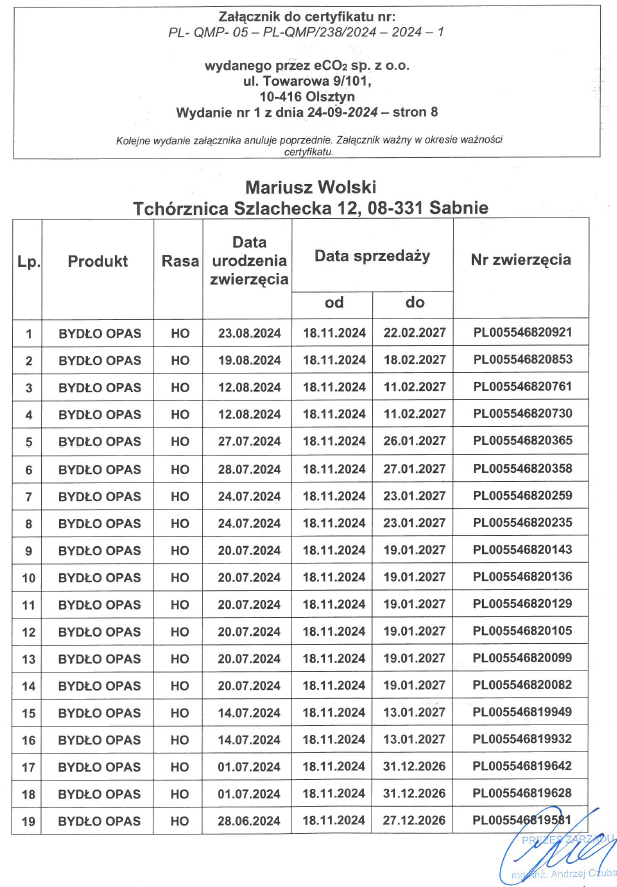 Załącznik do certyfikatu nr:
PL- QMP- 05 – PL-QMP/238/2024 – 2024 – 1
wydanego przez eCO₂ sp. z o.o.
ul. Towarowa 9/101,
10-416 Olsztyn
Wydanie nr 1 z dnia 24-09-2024 – stron 8
Kolejne wydanie załącznika anuluje poprzednie. Załącznik ważny w okresie ważności
certyfikatu.
Mariusz Wolski
Tchórznica Szlachecka 12, 08-331 Sabnie
Lp. Produkt Rasa Data urodzenia zwierzęcia Data sprzedaży Nr zwierzęcia
od do
1 BYDŁO OPAS HO 23.08.2024 18.11.2024 22.02.2027 PL005546820921
2 BYDŁO OPAS HO 19.08.2024 18.11.2024 18.02.2027 PL005546820853
3 BYDŁO OPAS HO 12.08.2024 18.11.2024 11.02.2027 PL005546820761
4 BYDŁO OPAS HO 12.08.2024 18.11.2024 11.02.2027 PL005546820730
5 BYDŁO OPAS HO 27.07.2024 18.11.2024 26.01.2027 PL005546820365
6 BYDŁO OPAS HO 28.07.2024 18.11.2024 27.01.2027 PL005546820358
7 BYDŁO OPAS HO 24.07.2024 18.11.2024 23.01.2027 PL005546820259
8 BYDŁO OPAS HO 24.07.2024 18.11.2024 23.01.2027 PL005546820235
9 BYDŁO OPAS HO 20.07.2024 18.11.2024 19.01.2027 PL005546820143
10 BYDŁO OPAS HO 20.07.2024 18.11.2024 19.01.2027 PL005546820136
11 BYDŁO OPAS HO 20.07.2024 18.11.2024 19.01.2027 PL005546820129
12 BYDŁO OPAS HO 20.07.2024 18.11.2024 19.01.2027 PL005546820105
13 BYDŁO OPAS HO 20.07.2024 18.11.2024 19.01.2027 PL005546820099
14 BYDŁO OPAS HO 20.07.2024 18.11.2024 19.01.2027 PL005546820082
15 BYDŁO OPAS HO 14.07.2024 18.11.2024 13.01.2027 PL005546819949
16 BYDŁO OPAS HO 14.07.2024 18.11.2024 13.01.2027 PL005546819932
17 BYDŁO OPAS HO 01.07.2024 18.11.2024 31.12.2026 PL005546819642
18 BYDŁO OPAS HO 01.07.2024 18.11.2024 31.12.2026 PL005546819628
19 BYDŁO OPAS HO 28.06.2024 18.11.2024 27.12.2026 PL005546819581
PREZES ZARZĄDU
Andrzej Czuba